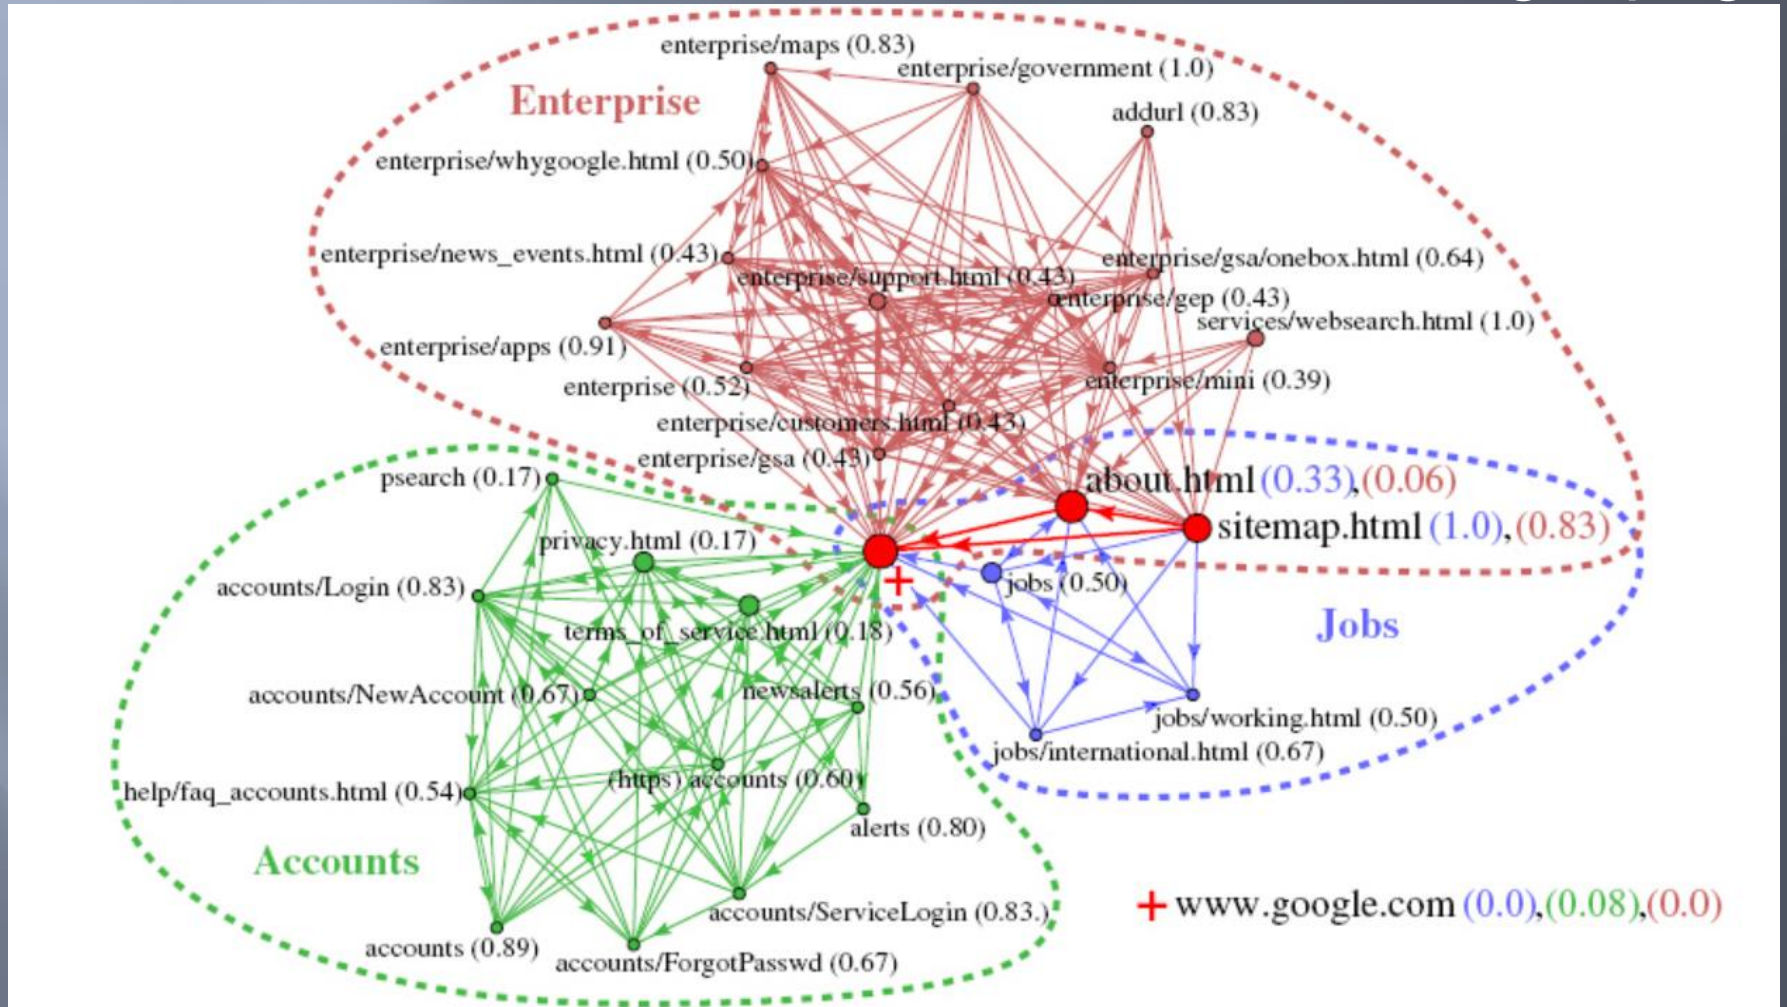 enterprise/maps (0.83)
enterprise/government (1.0)
Enterprise
addurl (0.83)
enterprise/whygoogle.html (0.50)
enterprise/news_events.html (0.43)
enterprise/gsa/onebox.html (0.64)
enterprise/support.html (0.43)
enterprise/gep (0.43)
services/websearch.html (1.0)
enterprise/apps (0.91)
enterprise (0.52)
enterprise/mini (0.39)
enterprise/customers.html (0.43)
enterprise/gsa (0.43)
psearch (0.17)
about.html (0.33),(0.06)
sitemap.html (1.0),(0.83)
privacy.html (0.17)
accounts/Login (0.83)
+
jobs (0.50)
terms_of_service.html (0.18)
Jobs
accounts/NewAccount (0.67)
newsalerts (0.56)
jobs/working.html (0.50)
jobs/international.html (0.67)
(https) accounts (0.60)
help/faq_accounts.html (0.54)
alerts (0.80)
Accounts
accounts/ServiceLogin (0.83.)
+ www.google.com (0.0),(0.08),(0.0)
accounts (0.89)
accounts/ForgotPasswd (0.67)